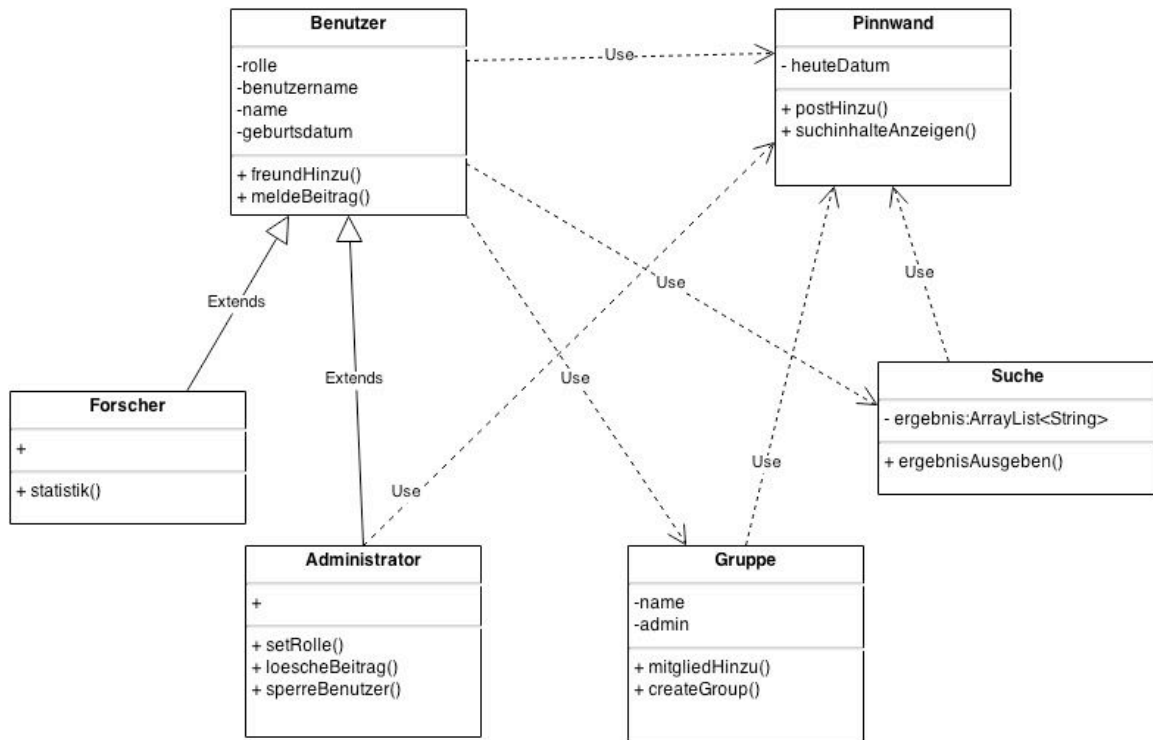 Benutzer
-rolle
-benutzername
-name
-geburtsdatum
+ freundHinzu()
+ meldeBeitrag()
Pinnwand
- heuteDatum
+ postHinzu()
+ suchinhalteAnzeigen()
Use
Use
Use
Extends
Extends
Use
Use
Use
Suche
- ergebnis:ArrayList<String>
+ ergebnisAusgeben()
Forscher
+
+ statistik()
Administrator
+
+ setRolle()
+ loescheBeitrag()
+ sperreBenutzer()
Gruppe
-name
-admin
+ mitgliedHinzu()
+ createGroup()